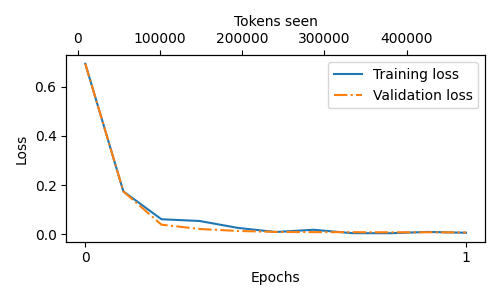 Tokens seen
0 100000 200000 300000 400000
Training loss
Validation loss
0.6
0.4
0.2
0.0
Loss
0 1
Epochs